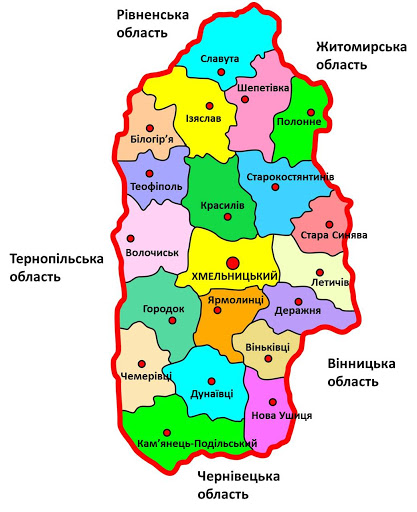 Рівненська
область
Житомирська
область
Славута
Шепетівка
Ізяслав
Полонне
Білогір’я
Теофіполь
Старокостянтинів
Красилів
Стара Синява
Волочиськ
Тернопільська
область
ХМЕЛЬНИЦЬКИЙ
Летичів
Городок
Ярмолинці
Деражня
Віньківці
Чемерівці
Вінницька
область
Дунаївці
Нова Ушиця
Кам’янець-Подільський
Чернівецька
область